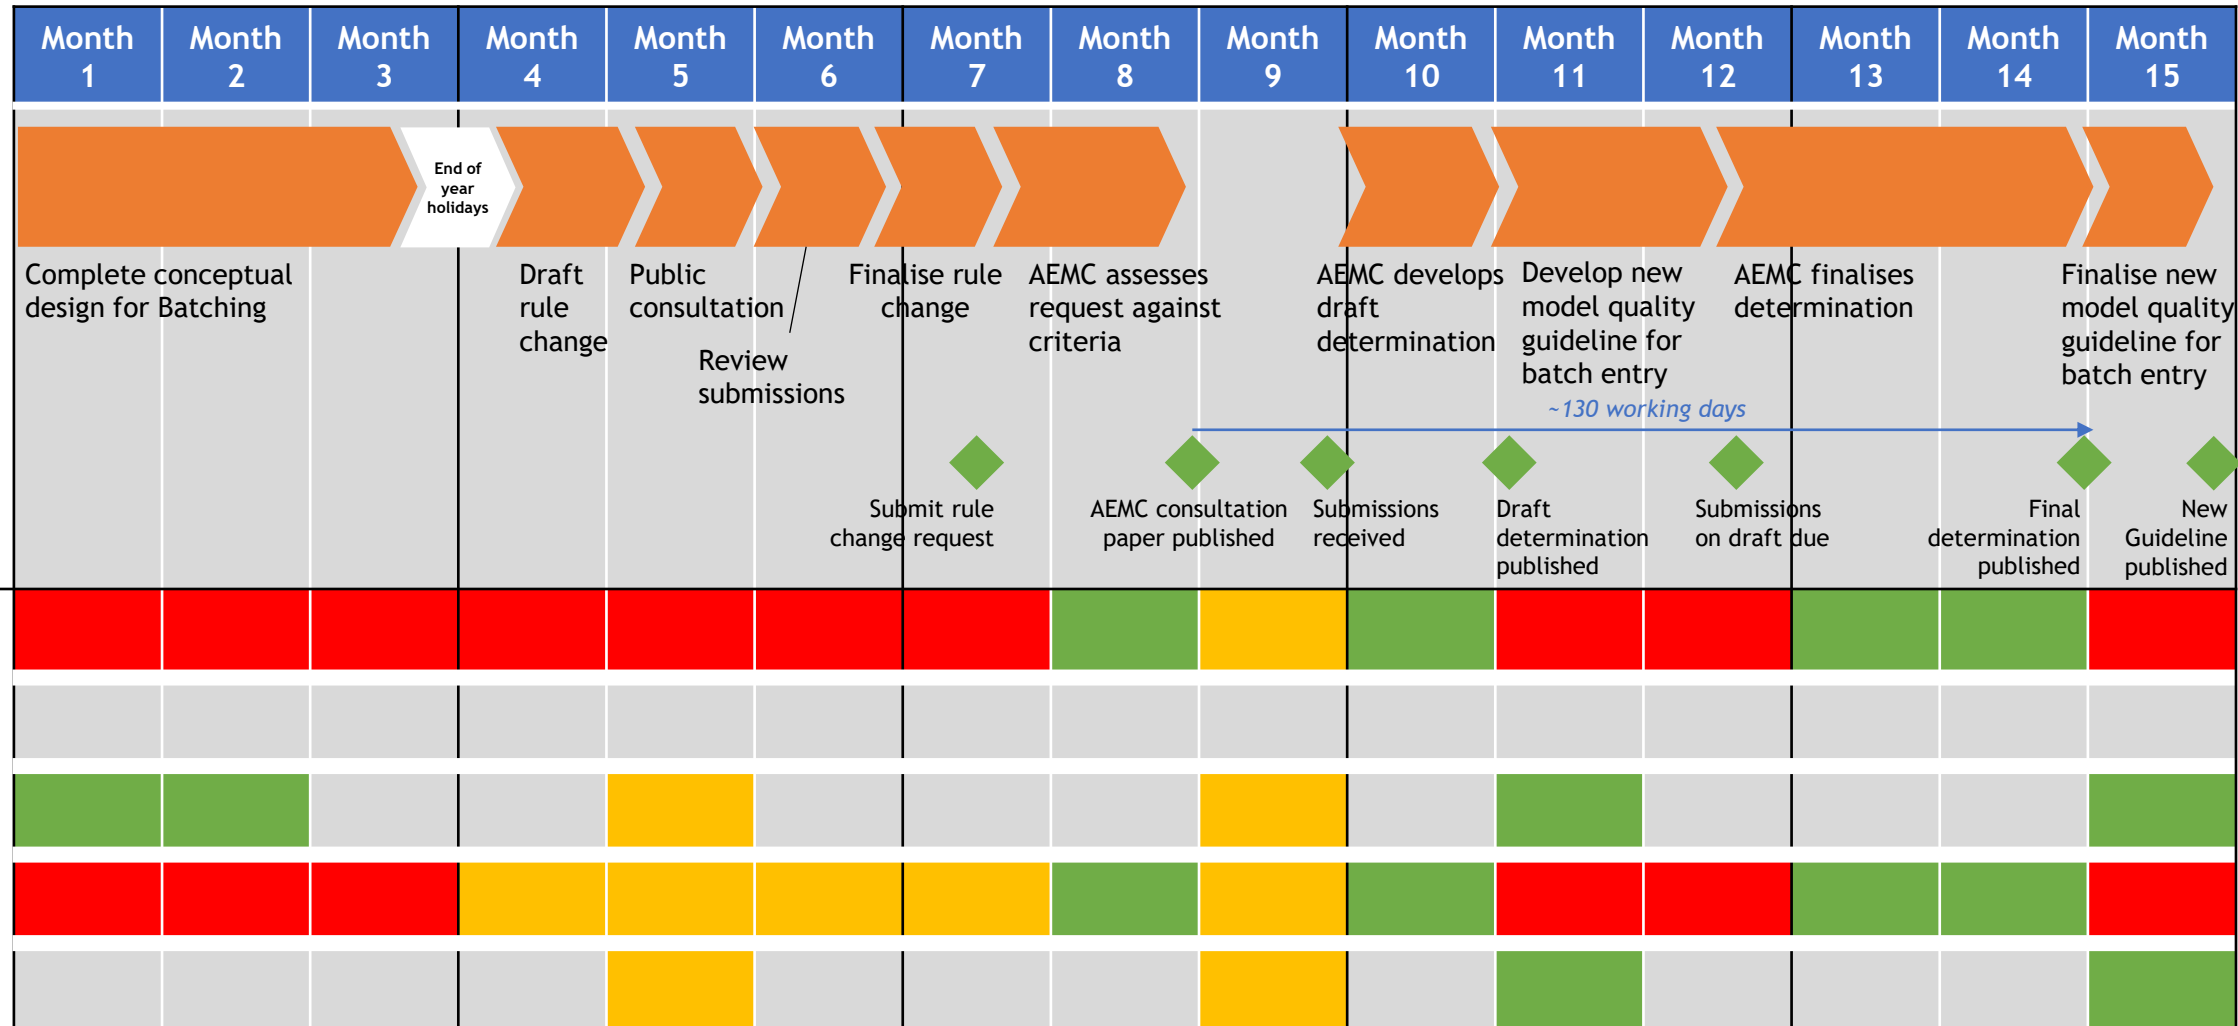 Month
1
Month
2
Month
3
Month
4
Month
5
Month
6
Month
7
Month
8
Month
9
Month
10
Month
11
Month
12
Month
13
Month
14
Month
15
End of
year
holidays
Complete conceptual
design for Batching
Draft
rule
change
Public
consultation
Review
submissions
Finalise rule
change
AEMC assesses
request against
criteria
AEMC develops
draft
determination
Develop new
model quality
guideline for
batch entry
AEMC finalises
determination
Finalise new
model quality
guideline for
batch entry
~130 working days
Submit rule
change request
AEMC consultation
paper published
Submissions
received
Draft
determination
published
Submissions
on draft due
Final
determination
published
New
Guideline
published